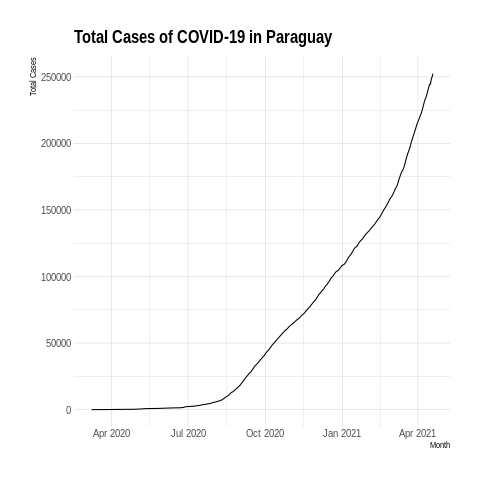 Total Cases of COVID-19 in Paraguay
Total Cases
250000
200000
150000
100000
50000
0
Apr 2020 Jul 2020 Oct 2020 Jan 2021 Apr 2021
Month